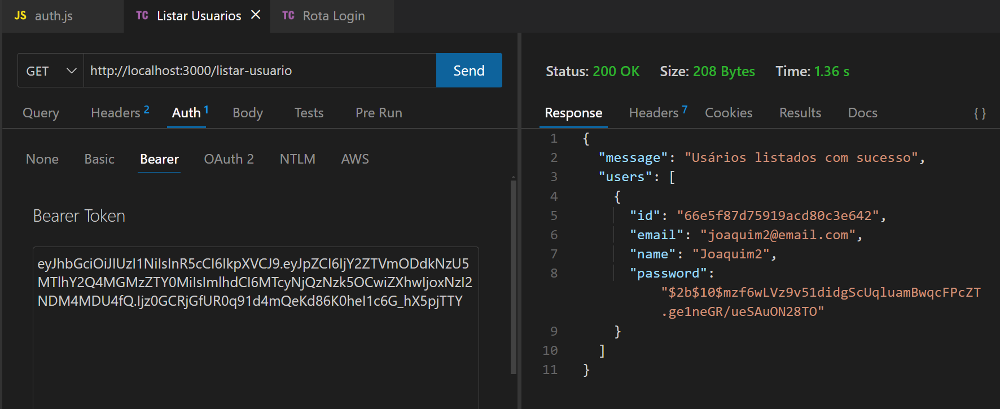 JS auth.js TC Listar Usuarios TC Rota Login
GET http://localhost:3000/listar-usuario Send
Query Headers 2 Auth 1 Body Tests Pre Run
None Basic Bearer OAuth 2 NTLM AWS
Bearer Token
eyJhbGciOiJIUzI1NiIsInR5cCI6IkpXVCJ9.eyJpZCI6IjY2ZTVmODdkNzU5
MTlhY2Q4MGMzZTY0MiIsImlhdCI6MTcyNjQzNzk5OCwiZXhwIjoxNzI2
NDM4MDU4fQ.Ijz0GCRjGfUR0q91d4mQeKd86K0heI1c6G_hX5pjTTY
Status: 200 OK Size: 208 Bytes Time: 1.36 s
Response Headers 7 Cookies Results Docs {}
1 {
2 "message": "Usários listados com sucesso",
3 "users": [
4 {
5 "id": "66e5f87d75919acd80c3e642",
6 "email": "joaquim2@email.com",
7 "name": "Joaquim2",
8 "password":
"$2b$10$mzf6wLVz9v51didgScUqluamBwqcFPcZT
.ge1neGR/ueSAuON28TO"
9 }
10 ]
11 }